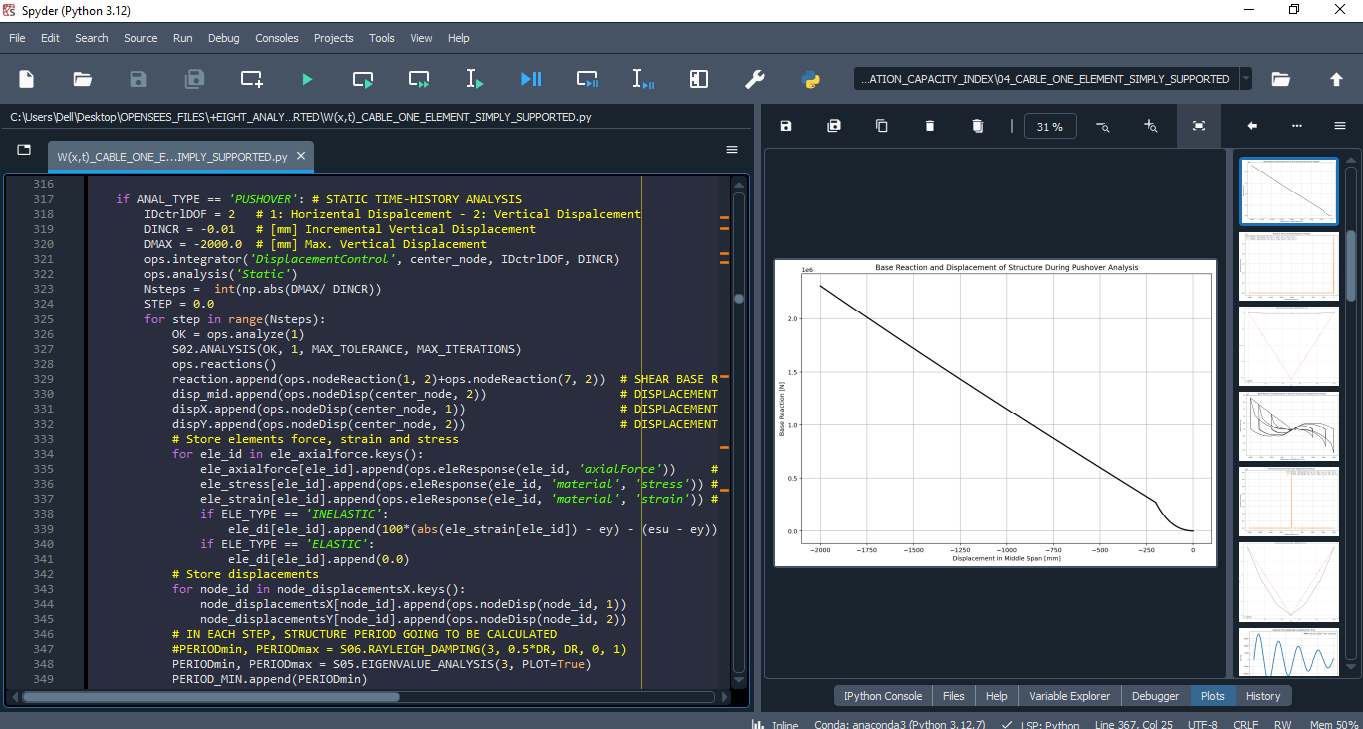 Spyder (Python 3.12)
File Edit Search Source Run Debug Consoles Projects Tools View Help
...ATION_CAPACITY_INDEX\04_CABLE_ONE_ELEMENT_SIMPLY_SUPPORTED
C:\Users\Dell\Desktop\OPENSEES_FILES\+EIGHT_ANALY...RTED\W(x,t)_CABLE_ONE_ELEMENT_SIMPLY_SUPPORTED.py
W(x,t)_CABLE_ONE_E...IMPLY_SUPPORTED.py
316
317 if ANAL_TYPE == 'PUSHOVER': # STATIC TIME-HISTORY ANALYSIS
318 IDctrlDOF = 2 # 1: Horizental Dispalcement - 2: Vertical Dispalcement
319 DINCR = -0.01 # [mm] Incremental Vertical Displacement
320 DMAX = -2000.0 # [mm] Max. Vertical Displacement
321 ops.integrator('DisplacementControl', center_node, IDctrlDOF, DINCR)
322 ops.analysis('Static')
323 Nsteps = int(np.abs(DMAX/ DINCR))
324 STEP = 0.0
325 for step in range(Nsteps):
326 OK = ops.analyze(1)
327 S02.ANALYSIS(OK, 1, MAX_TOLERANCE, MAX_ITERATIONS)
328 ops.reactions()
329 reaction.append(ops.nodeReaction(1, 2)+ops.nodeReaction(7, 2)) # SHEAR BASE R
330 disp_mid.append(ops.nodeDisp(center_node, 2)) # DISPLACEMENT
331 dispX.append(ops.nodeDisp(center_node, 1)) # DISPLACEMENT
332 dispY.append(ops.nodeDisp(center_node, 2)) # DISPLACEMENT
333 # Store elements force, strain and stress
334 for ele_id in ele_axialforce.keys():
335 ele_axialforce[ele_id].append(ops.eleResponse(ele_id, 'axialForce')) #
336 ele_stress[ele_id].append(ops.eleResponse(ele_id, 'material', 'stress')) #
337 ele_strain[ele_id].append(ops.eleResponse(ele_id, 'material', 'strain')) #
338 if ELE_TYPE == 'INELASTIC':
339 ele_di[ele_id].append(100*(abs(ele_strain[ele_id]) - ey) - (esu - ey))
340 if ELE_TYPE == 'ELASTIC':
341 ele_di[ele_id].append(0.0)
342 # Store displacements
343 for node_id in node_displacementsX.keys():
344 node_displacementsX[node_id].append(ops.nodeDisp(node_id, 1))
345 node_displacementsY[node_id].append(ops.nodeDisp(node_id, 2))
346 # IN EACH STEP, STRUCTURE PERIOD GOING TO BE CALCULATED
347 #PERIODmin, PERIODmax = S06.RAYLEIGH_DAMPING(3, 0.5*DR, DR, 0, 1)
348 PERIODmin, PERIODmax = S05.EIGENVALUE_ANALYSIS(3, PLOT=True)
349 PERIOD_MIN.append(PERIODmin)
31 %
Base Reaction and Displacement of Structure During Pushover Analysis
1e6
2.0
1.5
1.0
0.5
0.0
Base Reaction [N]
−2000 −1750 −1500 −1250 −1000 −750 −500 −250 0
Displacement in Middle Span [mm]
IPython Console Files Help Variable Explorer Debugger Plots History
Inline Conda: anaconda3 (Python 3.12.7) LSP: Python Line 367, Col 25 UTF-8 CRLF RW Mem 50%